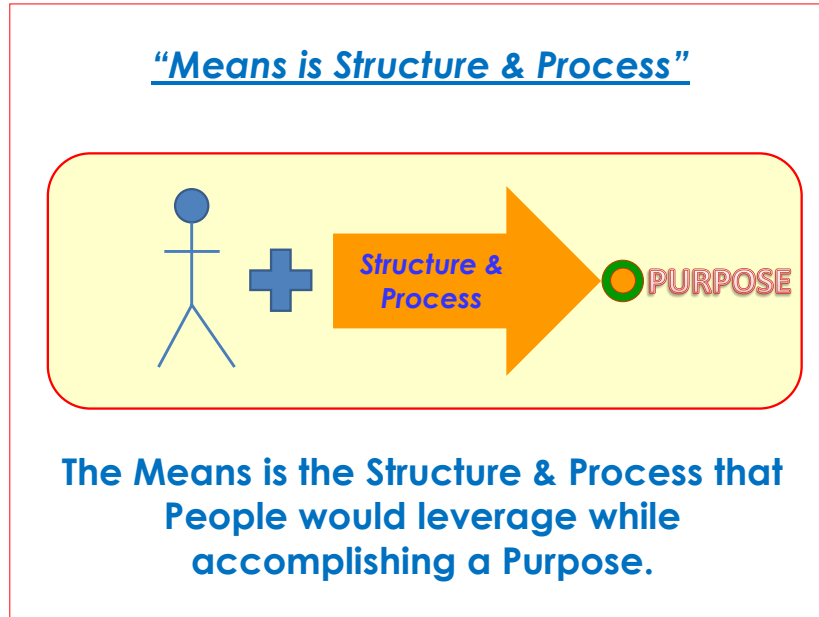 “Means is Structure & Process”
Structure &
Process
PURPOSE
The Means is the Structure & Process that
People would leverage while
accomplishing a Purpose.